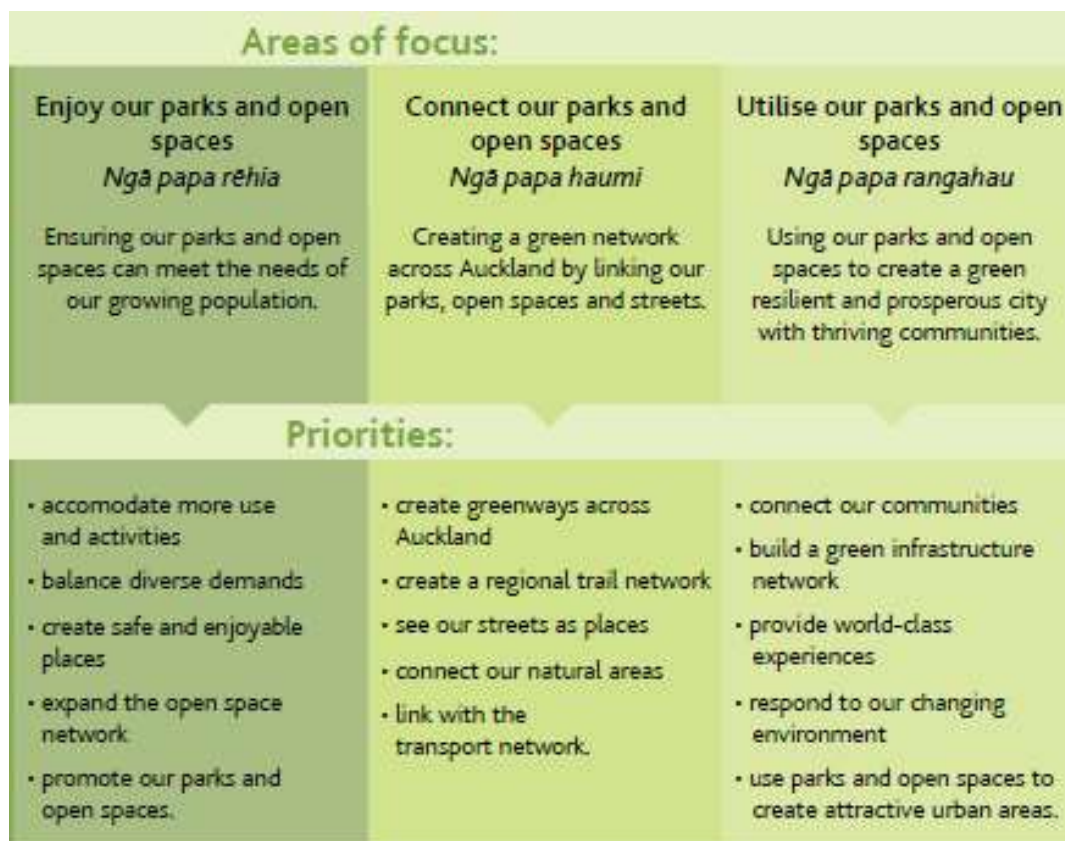 Areas of focus:
Enjoy our parks and open
spaces
Ngā papa rēhia
Ensuring our parks and open
spaces can meet the needs of
our growing population.
Connect our parks and
open spaces
Ngā papa haumi
Creating a green network
across Auckland by linking our
parks, open spaces and streets.
Utilise our parks and open
spaces
Ngā papa rangahau
Using our parks and open
spaces to create a green
resilient and prosperous city
with thriving communities.
Priorities:
• accomodate more use
and activities
• balance diverse demands
• create safe and enjoyable
places
• expand the open space
network
• promote our parks and
open spaces.
• create greenways across
Auckland
• create a regional trail network
• see our streets as places
• connect our natural areas
• link with the
transport network.
• connect our communities
• build a green infrastructure
network
• provide world-class
experiences
• respond to our changing
environment
• use parks and open spaces to
create attractive urban areas.